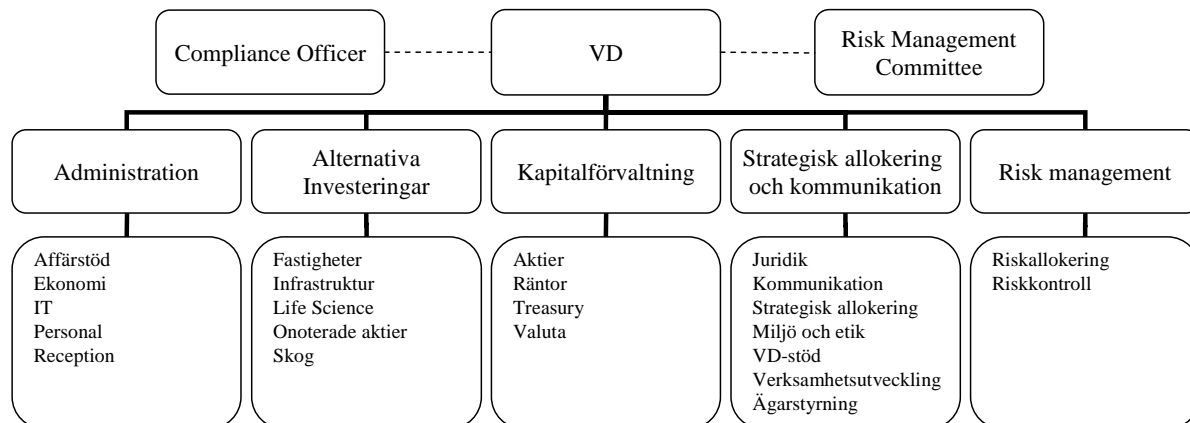 Compliance Officer
VD
Risk Management
Committee
Administration
Alternativa
Investeringar
Kapitalförvaltning
Strategisk allokering
och kommunikation
Risk management
Affärstöd
Ekonomi
IT
Personal
Reception
Fastigheter
Infrastruktur
Life Science
Onoterade aktier
Skog
Aktier
Räntor
Treasury
Valuta
Juridik
Kommunikation
Strategisk allokering
Miljö och etik
VD-stöd
Verksamhetsutveckling
Ägarstyrning
Riskallokering
Riskkontroll